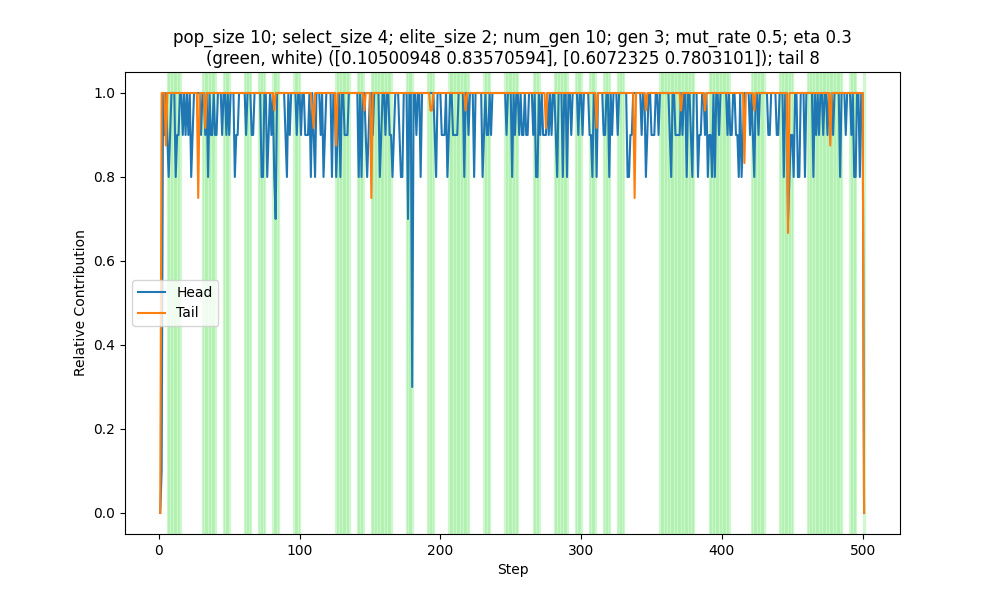 pop_size 10; select_size 4; elite_size 2; num_gen 10; gen 3; mut_rate 0.5; eta 0.3
(green, white) ([0.10500948 0.83570594], [0.6072325 0.7803101]); tail 8
1.0
0.8
0.6
0.4
0.2
0.0
Relative Contribution
Head
Tail
0
100
200
300
400
500
Step